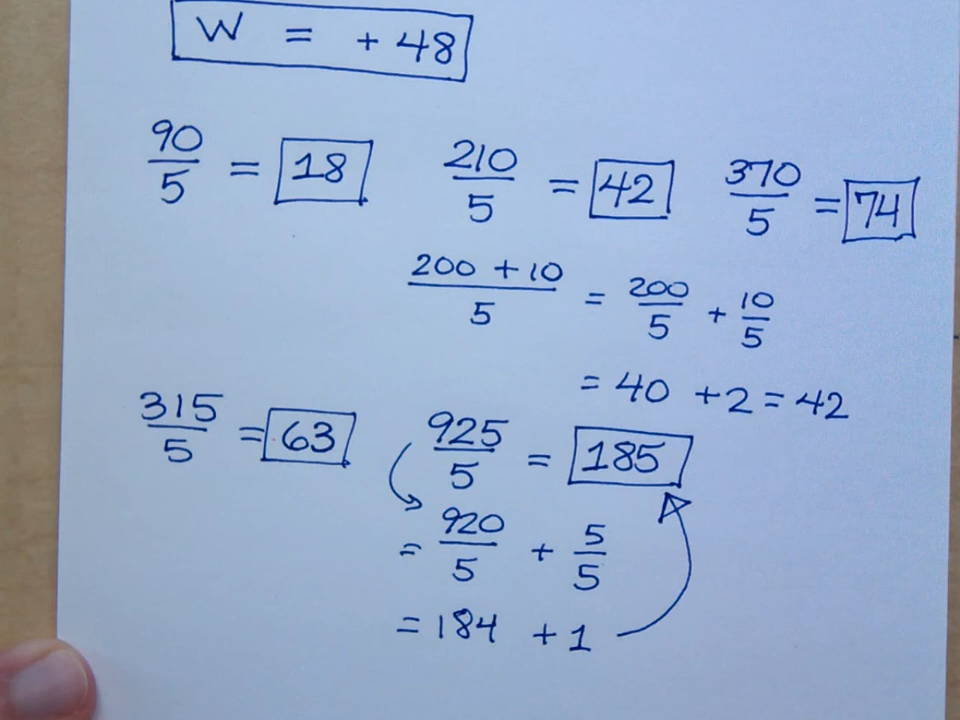 W = + 48
90/5 = 18
210/5 = 42
370/5 = 74
(200 + 10)/5 = 200/5 + 10/5
= 40 + 2 = 42
315/5 = 63
925/5 = 185
= 920/5 + 5/5
= 184 + 1